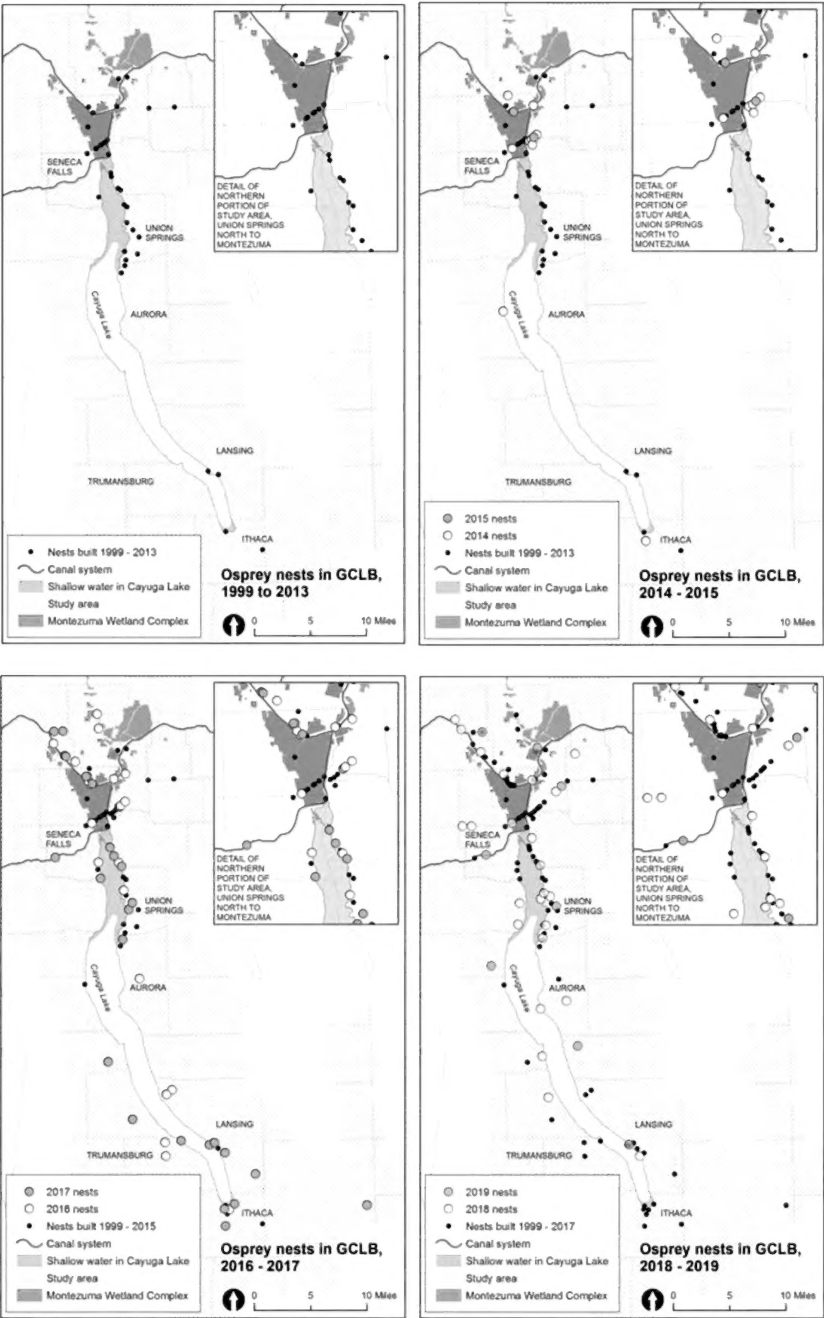 SENECA
FALLS
DETAIL OF
NORTHERN
PORTION OF
STUDY AREA,
UNION SPRINGS
NORTH TO
MONTEZUMA
UNION
SPRINGS
Cayuga Lake
AURORA
LANSING
TRUMANSBURG
ITHACA
Nests built 1999 - 2013
Canal system
Shallow water in Cayuga Lake
Study area
Montezuma Wetland Complex
Osprey nests in GCLB,
1999 to 2013
0 5 10 Miles
SENECA
FALLS
DETAIL OF
NORTHERN
PORTION OF
STUDY AREA,
UNION SPRINGS
NORTH TO
MONTEZUMA
UNION
SPRINGS
Cayuga Lake
AURORA
LANSING
TRUMANSBURG
ITHACA
2015 nests
2014 nests
Nests built 1999 - 2013
Canal system
Shallow water in Cayuga Lake
Study area
Montezuma Wetland Complex
Osprey nests in GCLB,
2014 - 2015
0 5 10 Miles
SENECA
FALLS
DETAIL OF
NORTHERN
PORTION OF
STUDY AREA,
UNION SPRINGS
NORTH TO
MONTEZUMA
UNION
SPRINGS
Cayuga Lake
AURORA
LANSING
TRUMANSBURG
ITHACA
2017 nests
2016 nests
Nests built 1999 - 2015
Canal system
Shallow water in Cayuga Lake
Study area
Montezuma Wetland Complex
Osprey nests in GCLB,
2016 - 2017
0 5 10 Miles
SENECA
FALLS
DETAIL OF
NORTHERN
PORTION OF
STUDY AREA,
UNION SPRINGS
NORTH TO
MONTEZUMA
UNION
SPRINGS
Cayuga Lake
AURORA
LANSING
TRUMANSBURG
ITHACA
2019 nests
2018 nests
Nests built 1999 - 2017
Canal system
Shallow water in Cayuga Lake
Study area
Montezuma Wetland Complex
Osprey nests in GCLB,
2018 - 2019
0 5 10 Miles